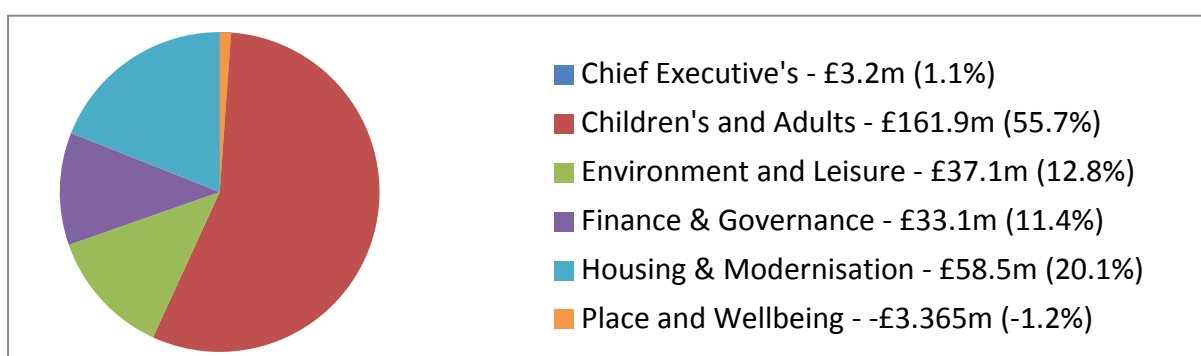 Chief Executive's - £3.2m (1.1%)
Children's and Adults - £161.9m (55.7%)
Environment and Leisure - £37.1m (12.8%)
Finance & Governance - £33.1m (11.4%)
Housing & Modernisation - £58.5m (20.1%)
Place and Wellbeing - -£3.365m (-1.2%)